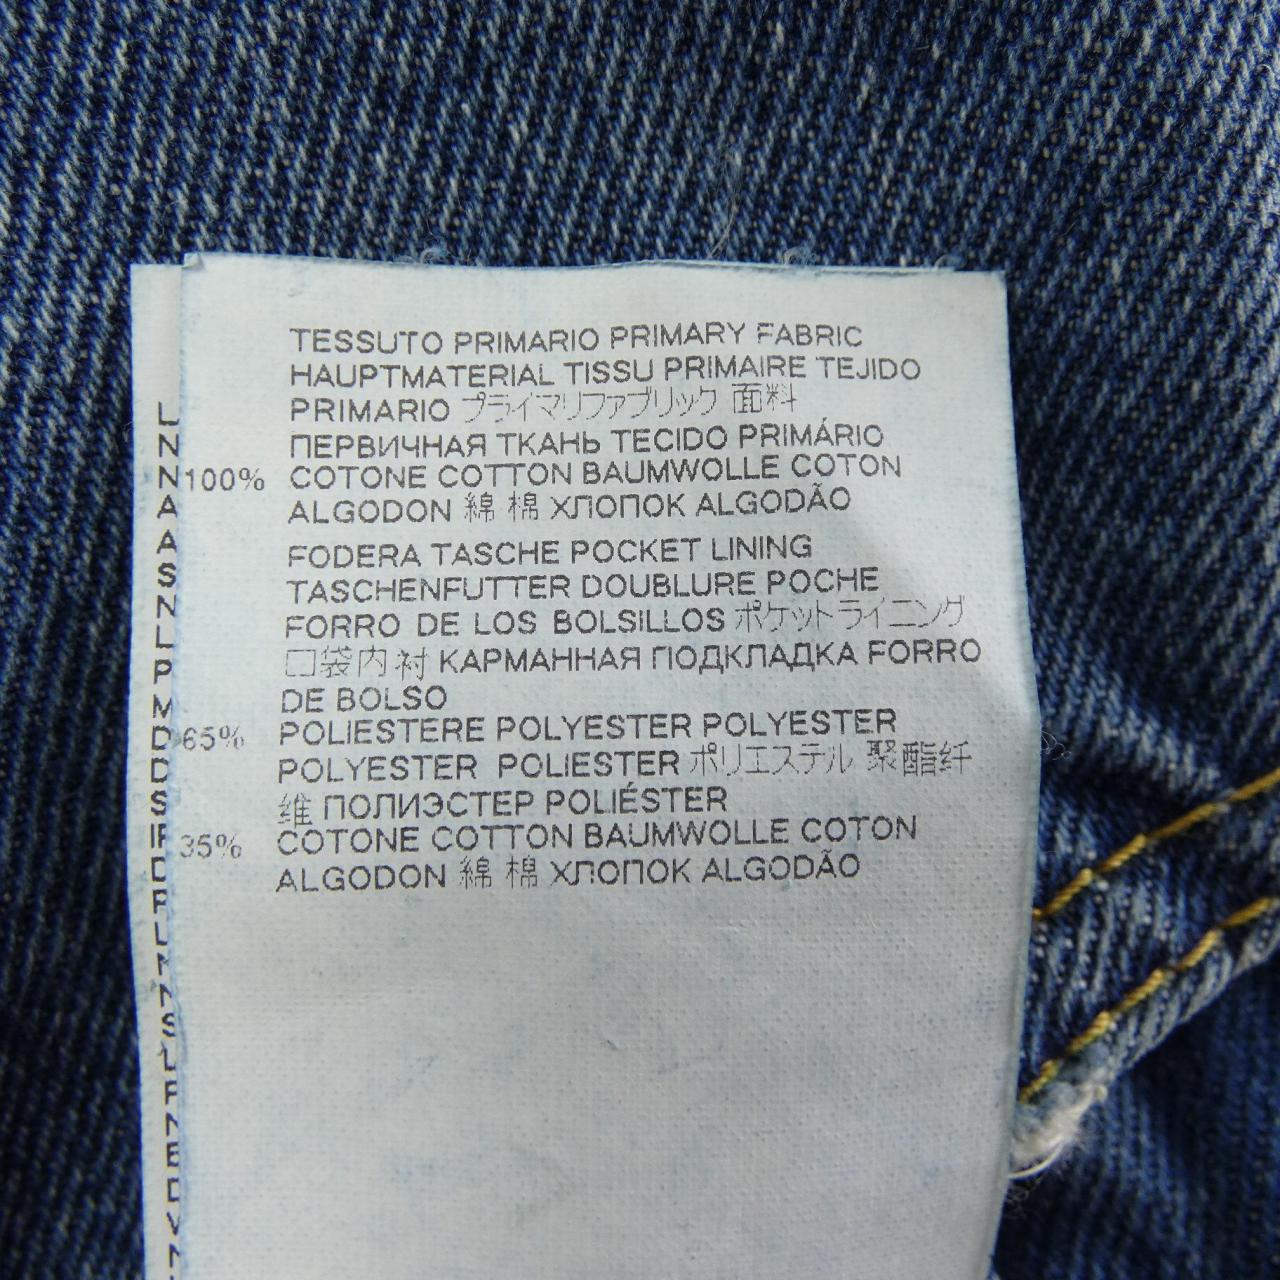 TESSUTO PRIMARIO PRIMARY FABRIC
HAUPTMATERIAL TISSU PRIMAIRE TEJIDO
PRIMARIO プライマリファブリック 面料
ПЕРВИЧНАЯ ТКАНЬ TECIDO PRIMÁRIO
100% COTONE COTTON BAUMWOLLE COTON
ALGODON 綿 棉 ХЛОПОК ALGODÃO
FODERA TASCHE POCKET LINING
TASCHENFUTTER DOUBLURE POCHE
FORRO DE LOS BOLSILLOS ポケットライニング
口袋内衬 КАРМАННАЯ ПОДКЛАДКА FORRO
DE BOLSO
65% POLIESTERE POLYESTER POLYESTER
POLYESTER POLIESTER ポリエステル 聚酯纤
维 ПОЛИЭСТЕР POLIÉSTER
35% COTONE COTTON BAUMWOLLE COTON
ALGODON 綿 棉 ХЛОПОК ALGODÃO